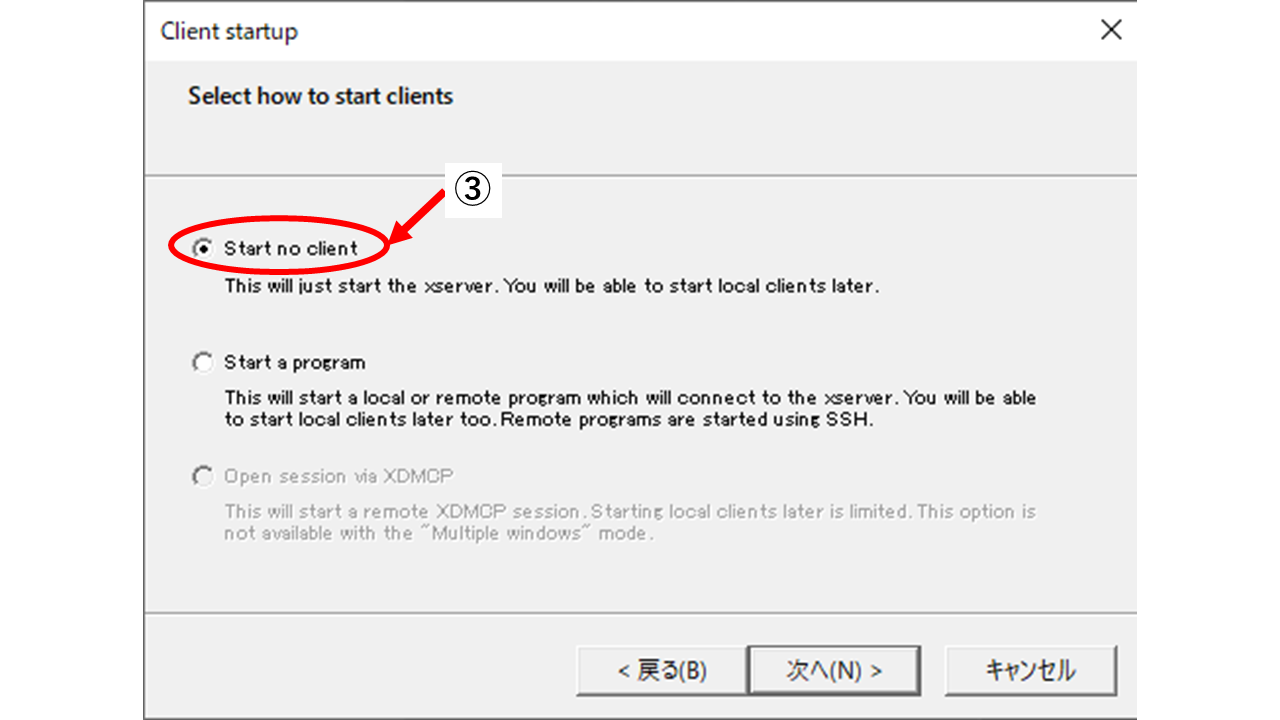 Client startup
Select how to start clients
③
Start no client
This will just start the xserver. You will be able to start local clients later.
Start a program
This will start a local or remote program which will connect to the xserver. You will be able
to start local clients later too. Remote programs are started using SSH.
Open session via XDMCP
This will start a remote XDMCP session. Starting local clients later is limited. This option is
not available with the "Multiple windows" mode.
< 戻る(B) 次へ(N) > キャンセル